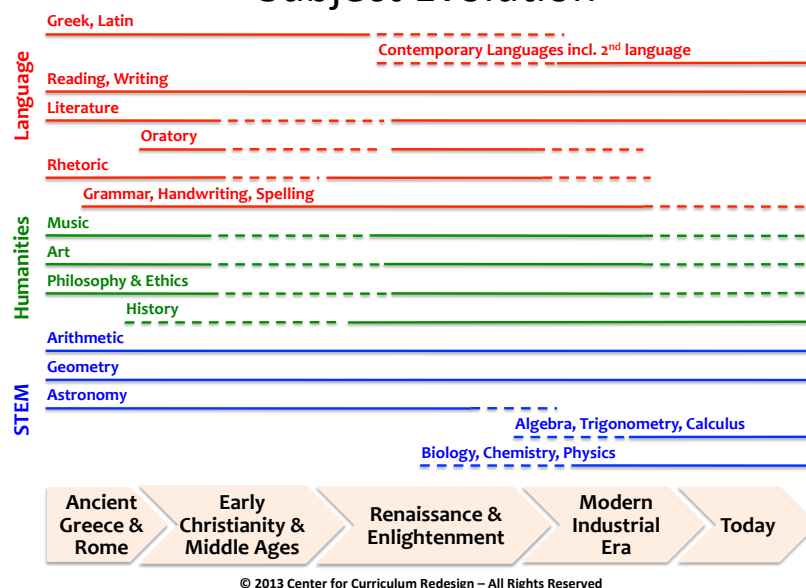 Subject Evolution
Greek, Latin
Contemporary Languages incl. 2nd language
Reading, Writing
Literature
Oratory
Rhetoric
Grammar, Handwriting, Spelling
Language
Music
Art
Philosophy & Ethics
History
Humanities
Arithmetic
Geometry
Astronomy
Algebra, Trigonometry, Calculus
Biology, Chemistry, Physics
STEM
Ancient
Greece &
Rome
Early
Christianity &
Middle Ages
Renaissance &
Enlightenment
Modern
Industrial
Era
Today
© 2013 Center for Curriculum Redesign – All Rights Reserved